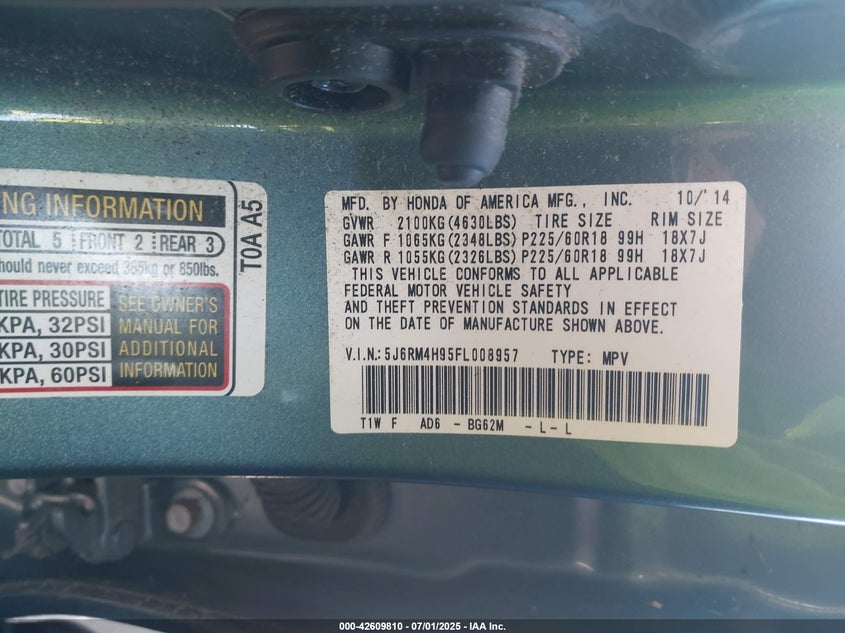 NG INFORMATION
TOTAL 5 FRONT 2 REAR 3
should never exceed 385kg or 850lbs.
TIRE PRESSURE
KPA, 32PSI
KPA, 30PSI
KPA, 60PSI
SEE OWNER'S
MANUAL FOR
ADDITIONAL
INFORMATION
T0A A5
MFD. BY HONDA OF AMERICA MFG., INC. 10/'14
GVWR 2100KG(4630LBS) TIRE SIZE RIM SIZE
GAWR F 1065KG(2348LBS) P225/60R18 99H 18X7J
GAWR R 1055KG(2326LBS) P225/60R18 99H 18X7J
THIS VEHICLE CONFORMS TO ALL APPLICABLE
FEDERAL MOTOR VEHICLE SAFETY
AND THEFT PREVENTION STANDARDS IN EFFECT
ON THE DATE OF MANUFACTURE SHOWN ABOVE.
V.I.N:5J6RM4H95FL008957 TYPE: MPV
T1W F AD6 -BG62M -L-L
000-42609810 - 07/01/2025 - IAA Inc.